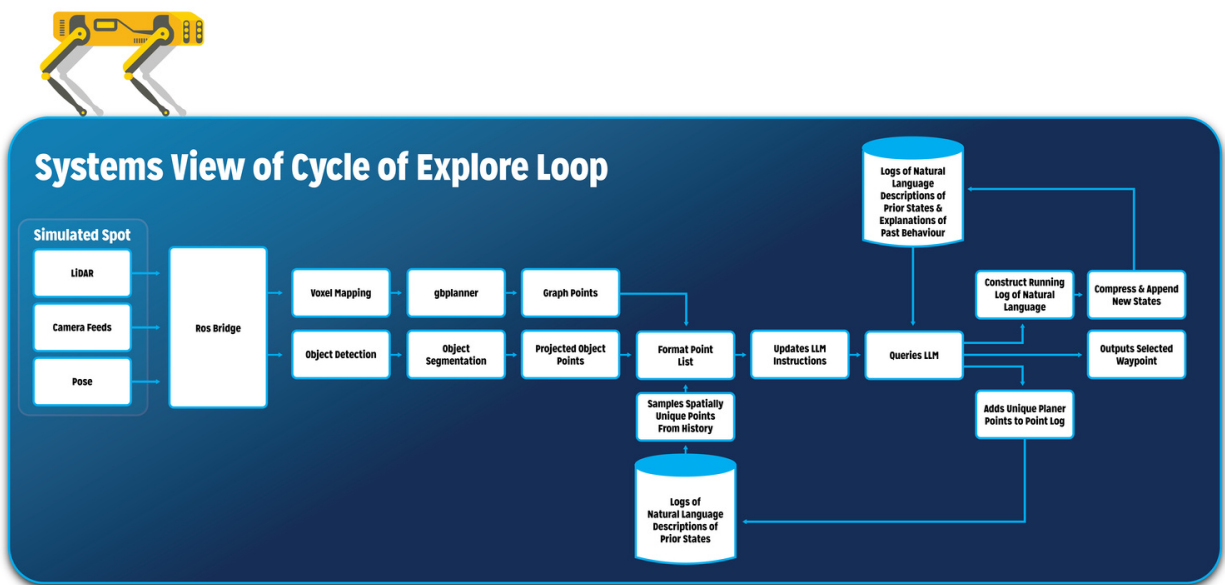 Systems View of Cycle of Explore Loop
Simulated Spot
LiDAR
Camera Feeds
Pose
Ros Bridge
Voxel Mapping
gbplanner
Graph Points
Object Detection
Object
Segmentation
Projected Object
Points
Format Point
List
Updates LLM
Instructions
Queries LLM
Logs of Natural
Language
Descriptions of
Prior States &
Explanations of
Past Behaviour
Construct Running
Log of Natural
Language
Compress & Append
New States
Outputs Selected
Waypoint
Adds Unique Planer
Points to Point Log
Samples Spatially
Unique Points
From History
Logs of
Natural Language
Descriptions of
Prior States